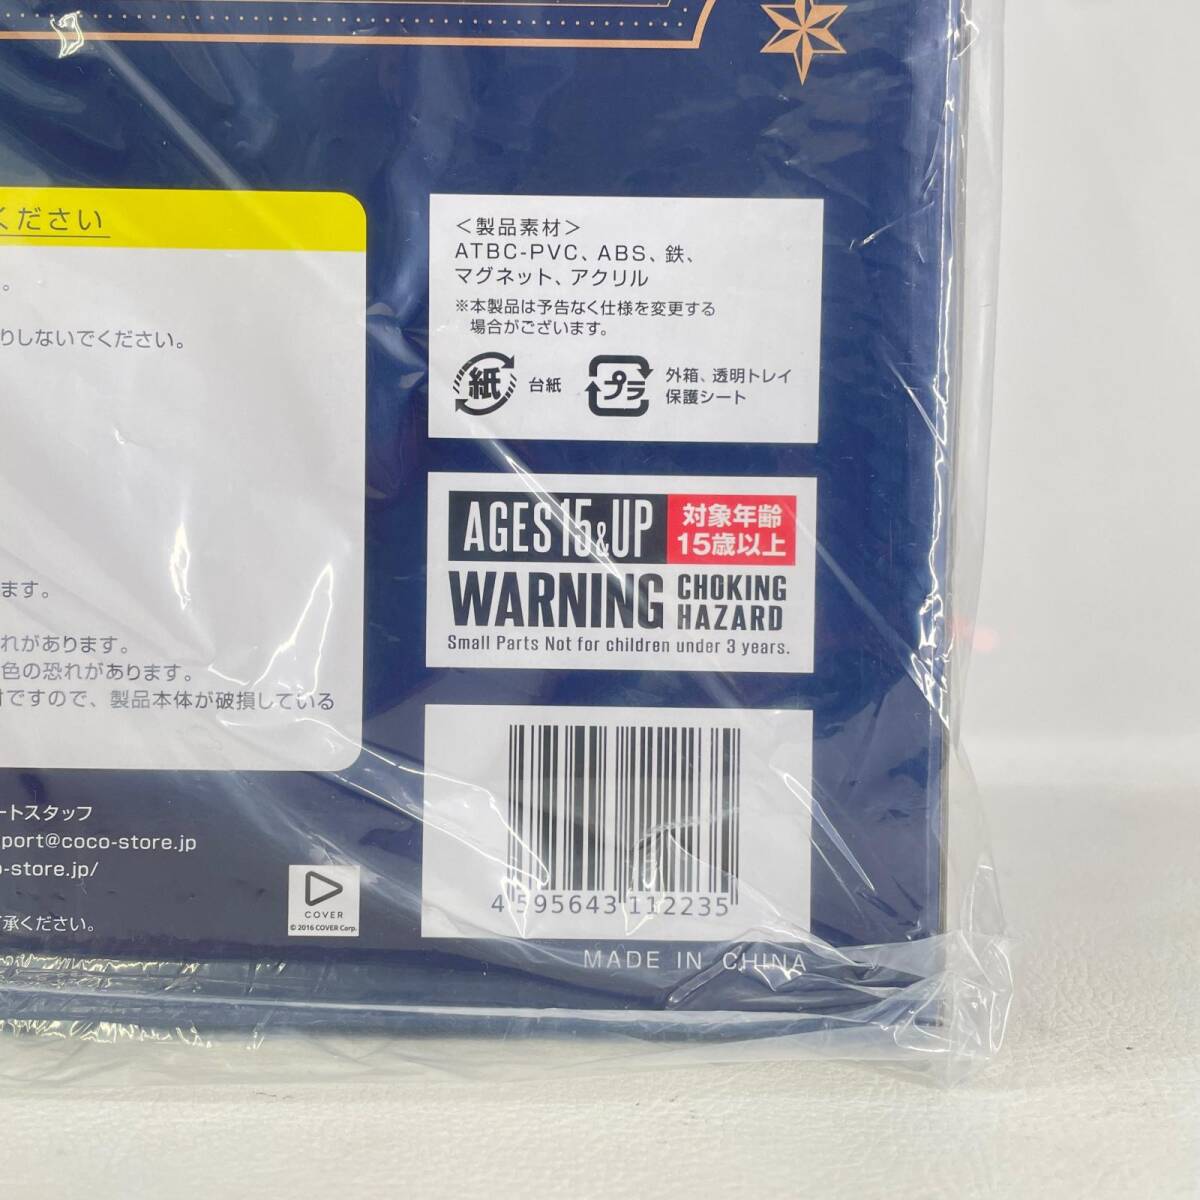 ください
。
りしないでください。
ます。
れがあります。
色の恐れがあります。
ですので、製品本体が破損している
ートスタッフ
pport@coco-store.jp
o-store.jp/
了承ください。
COVER
© 2016 COVER Corp.
＜製品素材＞
ATBC-PVC、ABS、鉄、
マグネット、アクリル
※本製品は予告なく仕様を変更する
場合がございます。
紙 台紙
プラ 外箱、透明トレイ
保護シート
AGES 15 & UP
対象年齢
15歳以上
WARNING
CHOKING
HAZARD
Small Parts Not for children under 3 years.
4 595643 112235
MADE IN CHINA